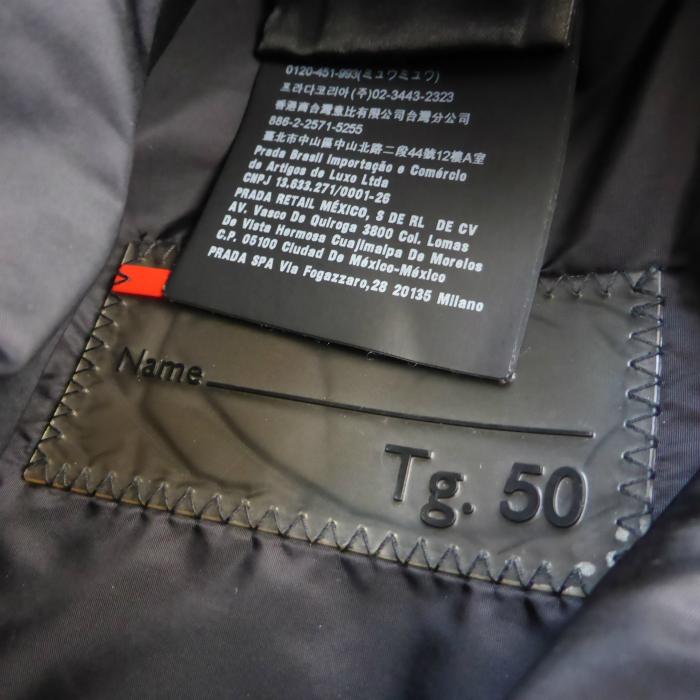 0120-451-993(ミュウミュウ)
프라다코리아(주)02-3443-2323
香港商台灣普比有限公司台灣分公司
886-2-2571-5255
臺北市中山區中山北路二段44號12樓A室
Prada Brasil Importação e Comércio
de Artigos de Luxo Ltda
CNPJ 13.633.271/0001-26
PRADA RETAIL MÉXICO, S DE RL DE CV
AV. Vasco De Quiroga 3800 Col. Lomas
De Vista Hermosa Cuajimalpa De Morelos
C.P. 05100 Ciudad De México-México
PRADA SPA Via Fogazzaro,28 20135 Milano
Name
Tg. 50